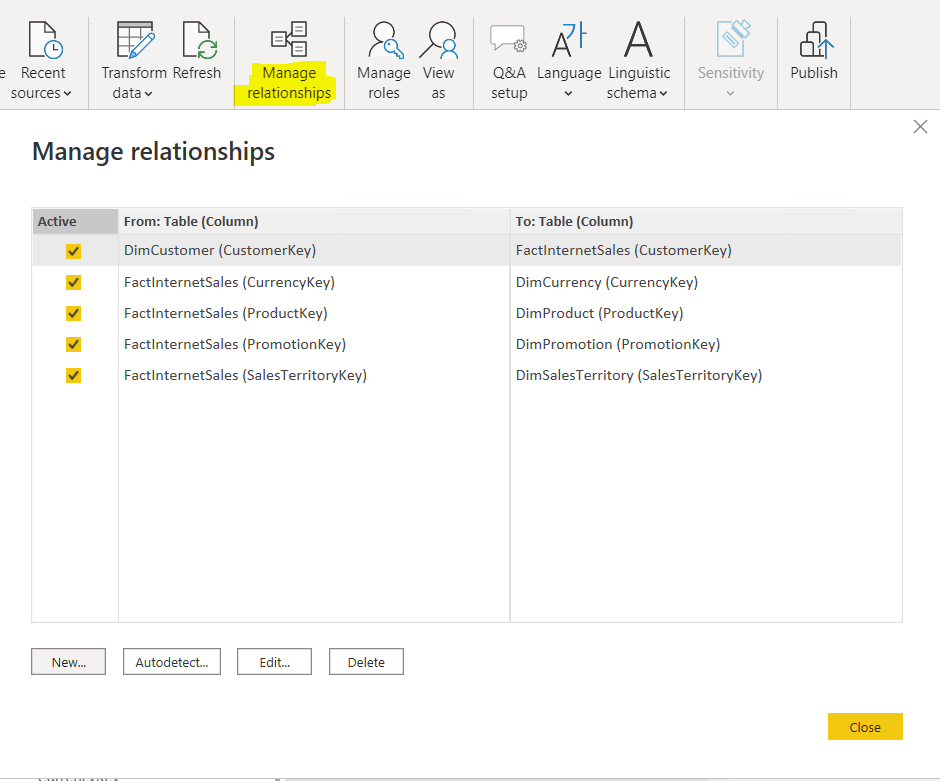 e Recent Transform Refresh Manage Manage View Q&A Language Linguistic Sensitivity Publish
sources data relationships roles as setup schema
Manage relationships
Active From: Table (Column) To: Table (Column)
DimCustomer (CustomerKey) FactInternetSales (CustomerKey)
FactInternetSales (CurrencyKey) DimCurrency (CurrencyKey)
FactInternetSales (ProductKey) DimProduct (ProductKey)
FactInternetSales (PromotionKey) DimPromotion (PromotionKey)
FactInternetSales (SalesTerritoryKey) DimSalesTerritory (SalesTerritoryKey)
New... Autodetect... Edit... Delete
Close